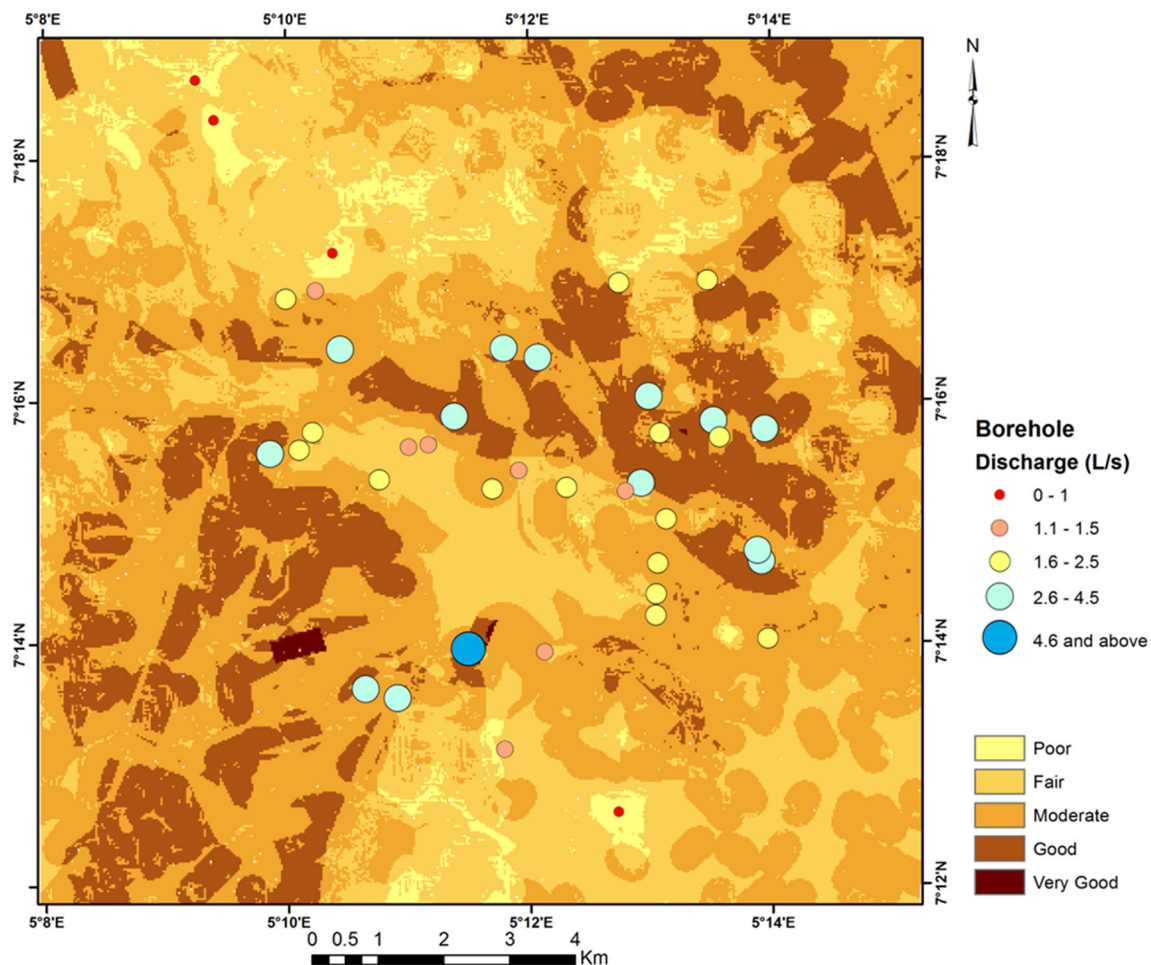 5°8'E 5°10'E 5°12'E 5°14'E
N
7°18'N 7°18'N
7°16'N 7°16'N
7°14'N 7°14'N
7°12'N
Borehole
Discharge (L/s)
0 - 1
1.1 - 1.5
1.6 - 2.5
2.6 - 4.5
4.6 and above
Poor
Fair
Moderate
Good
Very Good
5°8'E 5°10'E 5°12'E 5°14'E
0 0.5 1 2 3 4
Km